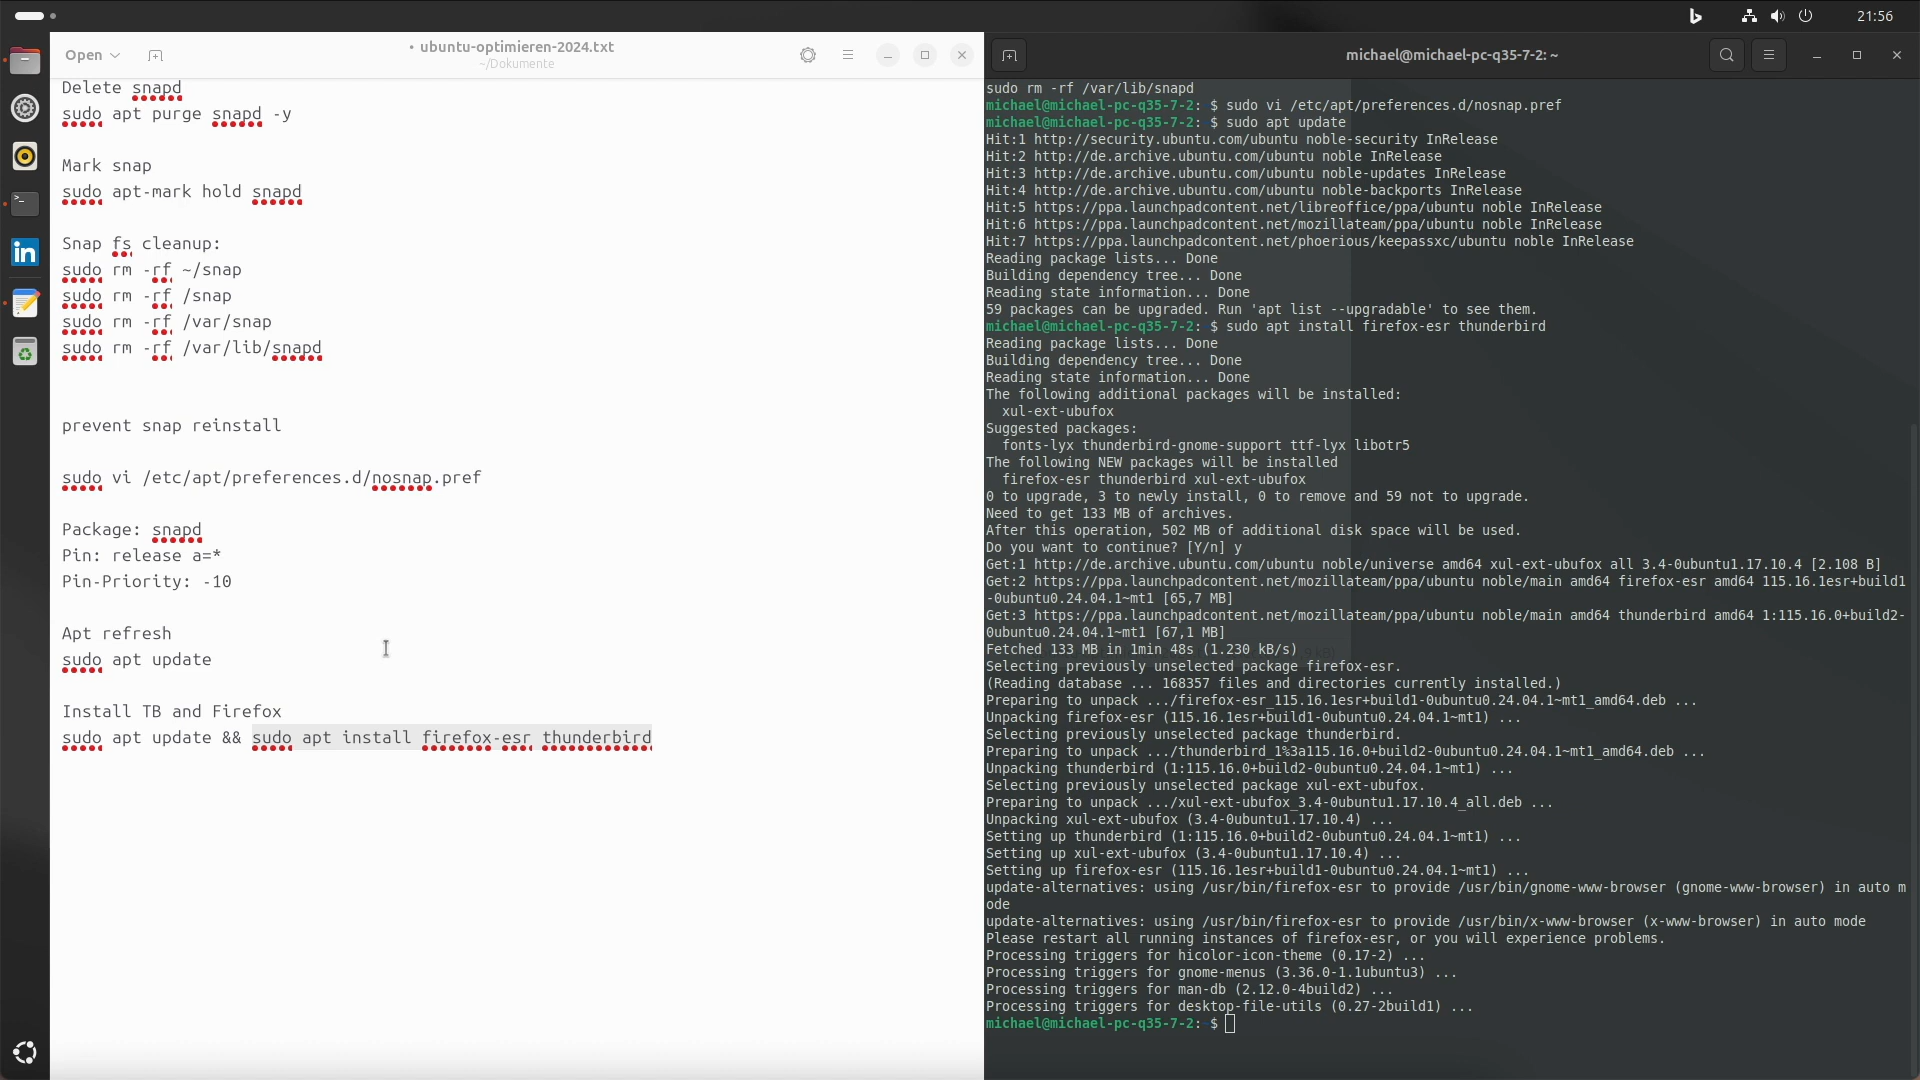 21:56
Open
• ubuntu-optimieren-2024.txt
~/Dokumente
Delete snapd
sudo apt purge snapd -y
Mark snap
sudo apt-mark hold snapd
Snap fs cleanup:
sudo rm -rf ~/snap
sudo rm -rf /snap
sudo rm -rf /var/snap
sudo rm -rf /var/lib/snapd
prevent snap reinstall
sudo vi /etc/apt/preferences.d/nosnap.pref
Package: snapd
Pin: release a=*
Pin-Priority: -10
Apt refresh
sudo apt update
Install TB and Firefox
sudo apt update && sudo apt install firefox-esr thunderbird
michael@michael-pc-q35-7-2: ~
sudo rm -rf /var/lib/snapd
michael@michael-pc-q35-7-2: $ sudo vi /etc/apt/preferences.d/nosnap.pref
michael@michael-pc-q35-7-2: $ sudo apt update
Hit:1 http://security.ubuntu.com/ubuntu noble-security InRelease
Hit:2 http://de.archive.ubuntu.com/ubuntu noble InRelease
Hit:3 http://de.archive.ubuntu.com/ubuntu noble-updates InRelease
Hit:4 http://de.archive.ubuntu.com/ubuntu noble-backports InRelease
Hit:5 https://ppa.launchpadcontent.net/libreoffice/ppa/ubuntu noble InRelease
Hit:6 https://ppa.launchpadcontent.net/mozillateam/ppa/ubuntu noble InRelease
Hit:7 https://ppa.launchpadcontent.net/phoerious/keepassxc/ubuntu noble InRelease
Reading package lists... Done
Building dependency tree... Done
Reading state information... Done
59 packages can be upgraded. Run 'apt list --upgradable' to see them.
michael@michael-pc-q35-7-2: $ sudo apt install firefox-esr thunderbird
Reading package lists... Done
Building dependency tree... Done
Reading state information... Done
The following additional packages will be installed:
xul-ext-ubufox
Suggested packages:
fonts-lyx thunderbird-gnome-support ttf-lyx libotr5
The following NEW packages will be installed
firefox-esr thunderbird xul-ext-ubufox
0 to upgrade, 3 to newly install, 0 to remove and 59 not to upgrade.
Need to get 133 MB of archives.
After this operation, 502 MB of additional disk space will be used.
Do you want to continue? [Y/n] y
Get:1 http://de.archive.ubuntu.com/ubuntu noble/universe amd64 xul-ext-ubufox all 3.4-0ubuntu1.17.10.4 [2.108 B]
Get:2 https://ppa.launchpadcontent.net/mozillateam/ppa/ubuntu noble/main amd64 firefox-esr amd64 115.16.1esr+build1
-0ubuntu0.24.04.1~mt1 [65,7 MB]
Get:3 https://ppa.launchpadcontent.net/mozillateam/ppa/ubuntu noble/main amd64 thunderbird amd64 1:115.16.0+build2-
0ubuntu0.24.04.1~mt1 [67,1 MB]
Fetched 133 MB in 1min 48s (1.230 kB/s)
Selecting previously unselected package firefox-esr.
(Reading database ... 168357 files and directories currently installed.)
Preparing to unpack .../firefox-esr_115.16.1esr+build1-0ubuntu0.24.04.1~mt1_amd64.deb ...
Unpacking firefox-esr (115.16.1esr+build1-0ubuntu0.24.04.1~mt1) ...
Selecting previously unselected package thunderbird.
Preparing to unpack .../thunderbird_1%3a115.16.0+build2-0ubuntu0.24.04.1~mt1_amd64.deb ...
Unpacking thunderbird (1:115.16.0+build2-0ubuntu0.24.04.1~mt1) ...
Selecting previously unselected package xul-ext-ubufox.
Preparing to unpack .../xul-ext-ubufox_3.4-0ubuntu1.17.10.4_all.deb ...
Unpacking xul-ext-ubufox (3.4-0ubuntu1.17.10.4) ...
Setting up thunderbird (1:115.16.0+build2-0ubuntu0.24.04.1~mt1) ...
Setting up xul-ext-ubufox (3.4-0ubuntu1.17.10.4) ...
Setting up firefox-esr (115.16.1esr+build1-0ubuntu0.24.04.1~mt1) ...
update-alternatives: using /usr/bin/firefox-esr to provide /usr/bin/gnome-www-browser (gnome-www-browser) in auto m
ode
update-alternatives: using /usr/bin/firefox-esr to provide /usr/bin/x-www-browser (x-www-browser) in auto mode
Please restart all running instances of firefox-esr, or you will experience problems.
Processing triggers for hicolor-icon-theme (0.17-2) ...
Processing triggers for gnome-menus (3.36.0-1.1ubuntu3) ...
Processing triggers for man-db (2.12.0-4build2) ...
Processing triggers for desktop-file-utils (0.27-2build1) ...
michael@michael-pc-q35-7-2: $
in